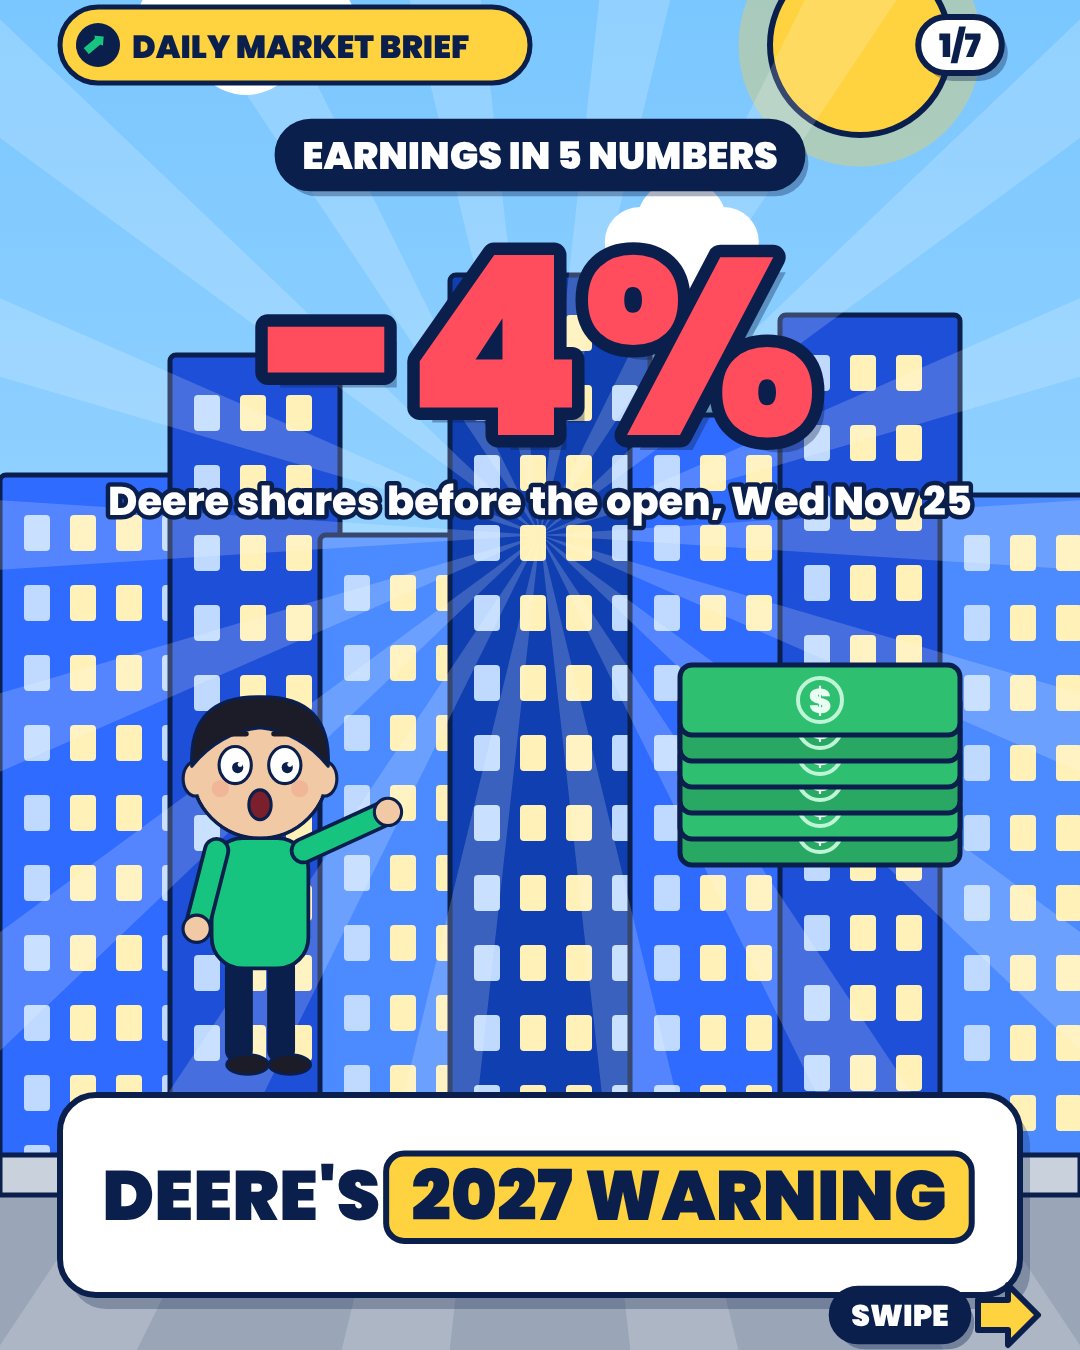 DAILY MARKET BRIEF
1/7
EARNINGS IN 5 NUMBERS
-4%
Deere shares before the open, Wed Nov 25
$
DEERE'S 2027 WARNING
SWIPE